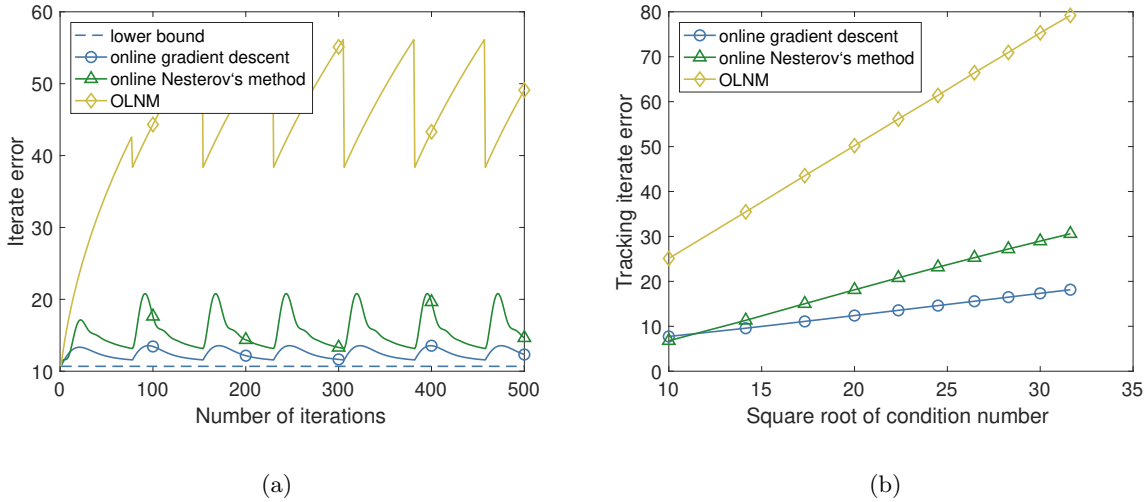 60
50
40
30
20
10
0
100
200
300
400
500
Iterate error
Number of iterations
lower bound
online gradient descent
online Nesterov‘s method
OLNM
(a)
80
70
60
50
40
30
20
10
0
10
15
20
25
30
35
Tracking iterate error
Square root of condition number
online gradient descent
online Nesterov‘s method
OLNM
(b)